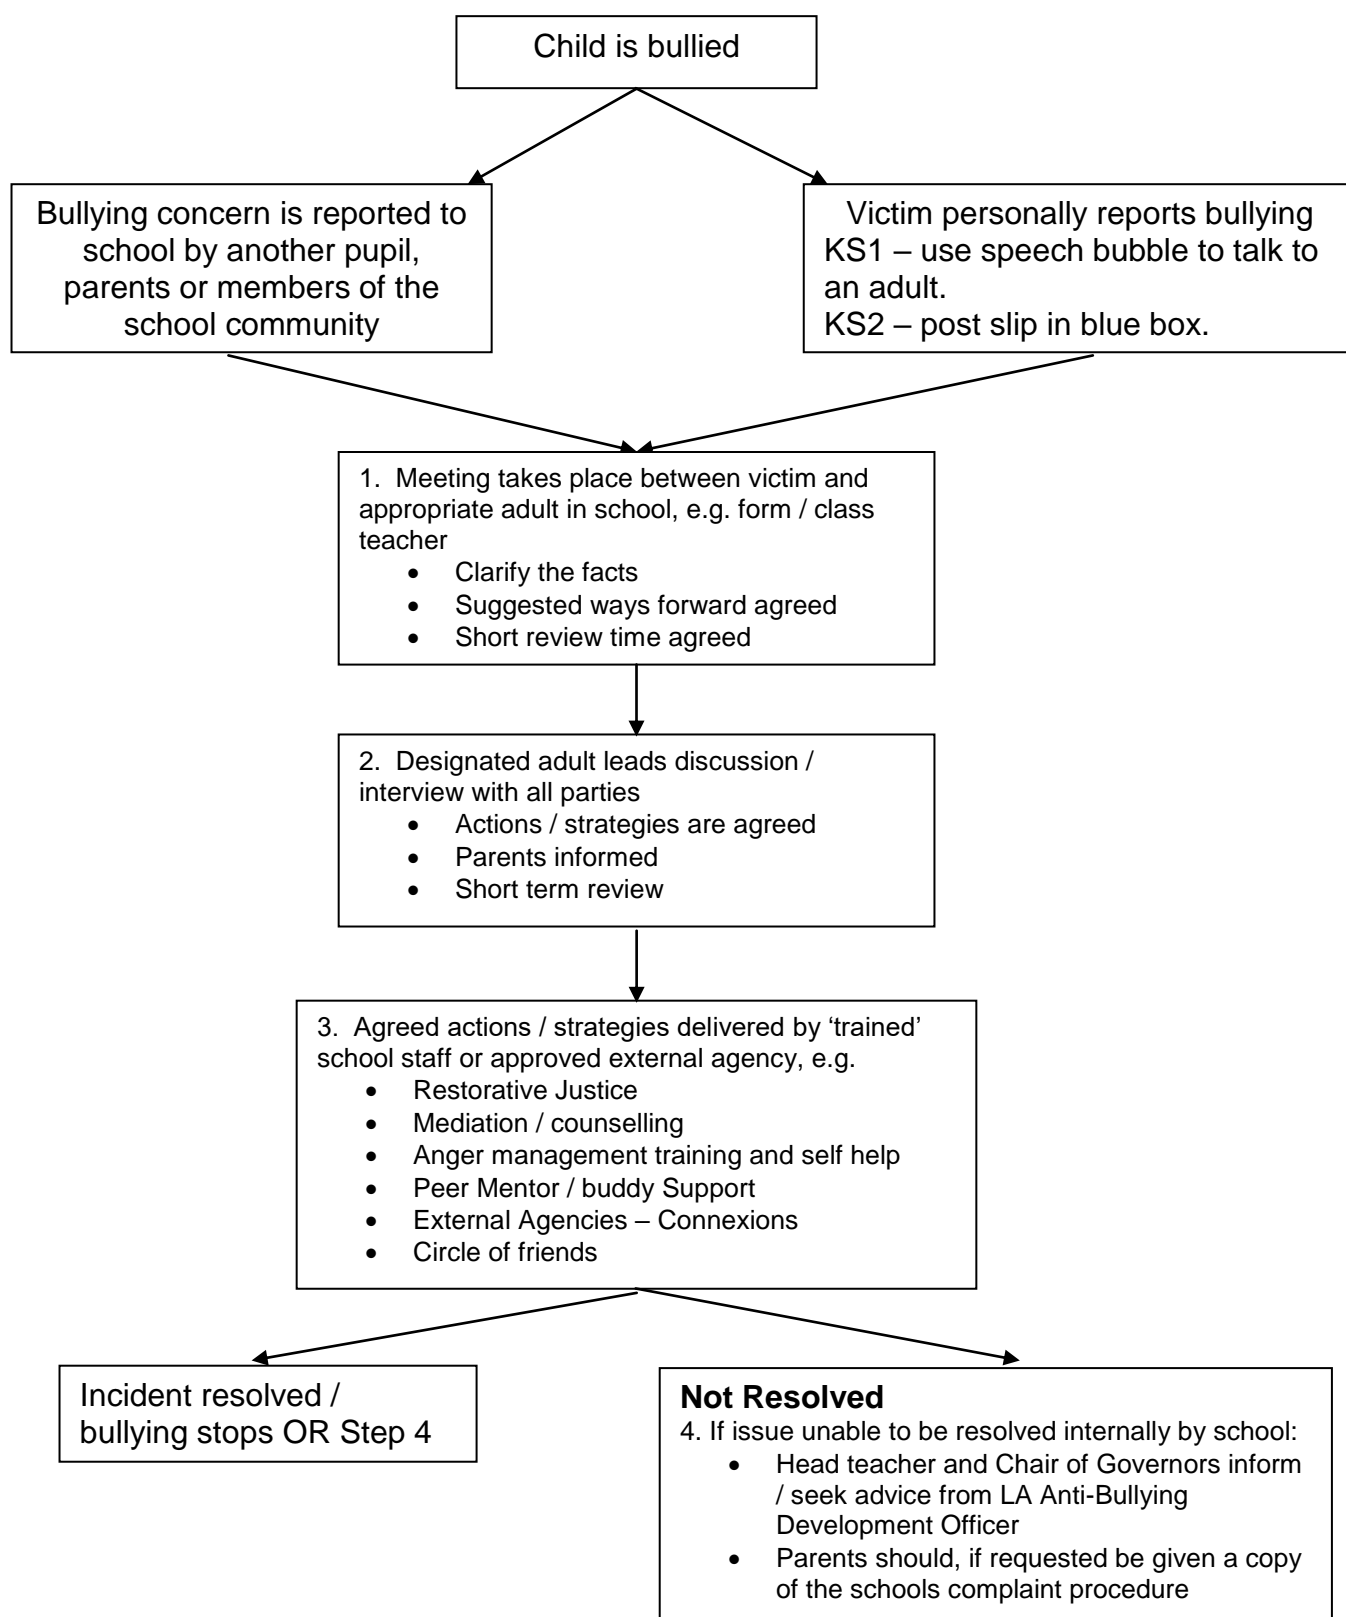 Child is bullied
Bullying concern is reported to
school by another pupil,
parents or members of the
school community
Victim personally reports bullying
KS1 – use speech bubble to talk to
an adult.
KS2 – post slip in blue box.
1.  Meeting takes place between victim and
appropriate adult in school, e.g. form / class
teacher
• Clarify the facts
• Suggested ways forward agreed
• Short review time agreed
2.  Designated adult leads discussion /
interview with all parties
• Actions / strategies are agreed
• Parents informed
• Short term review
3.  Agreed actions / strategies delivered by ‘trained’
school staff or approved external agency, e.g.
• Restorative Justice
• Mediation / counselling
• Anger management training and self help
• Peer Mentor / buddy Support
• External Agencies – Connexions
• Circle of friends
Incident resolved /
bullying stops OR Step 4
Not Resolved
4. If issue unable to be resolved internally by school:
• Head teacher and Chair of Governors inform
/ seek advice from LA Anti-Bullying
Development Officer
• Parents should, if requested be given a copy
of the schools complaint procedure